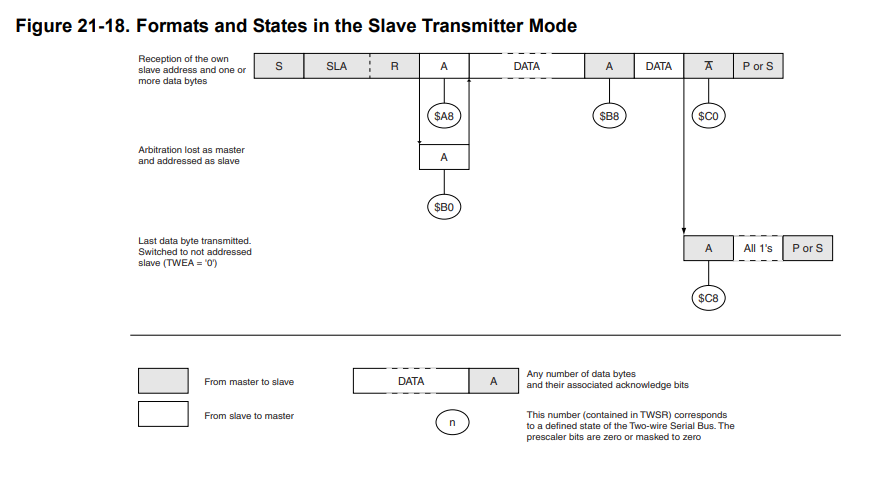 Figure 21-18. Formats and States in the Slave Transmitter Mode
Reception of the own
slave address and one or
more data bytes
S SLA R A DATA A DATA A̅ P or S
$A8 $B8 $C0
Arbitration lost as master
and addressed as slave
A
$B0
Last data byte transmitted.
Switched to not addressed
slave (TWEA = '0')
A All 1's P or S
$C8
From master to slave
DATA A
Any number of data bytes
and their associated acknowledge bits
From slave to master
n
This number (contained in TWSR) corresponds
to a defined state of the Two-wire Serial Bus. The
prescaler bits are zero or masked to zero